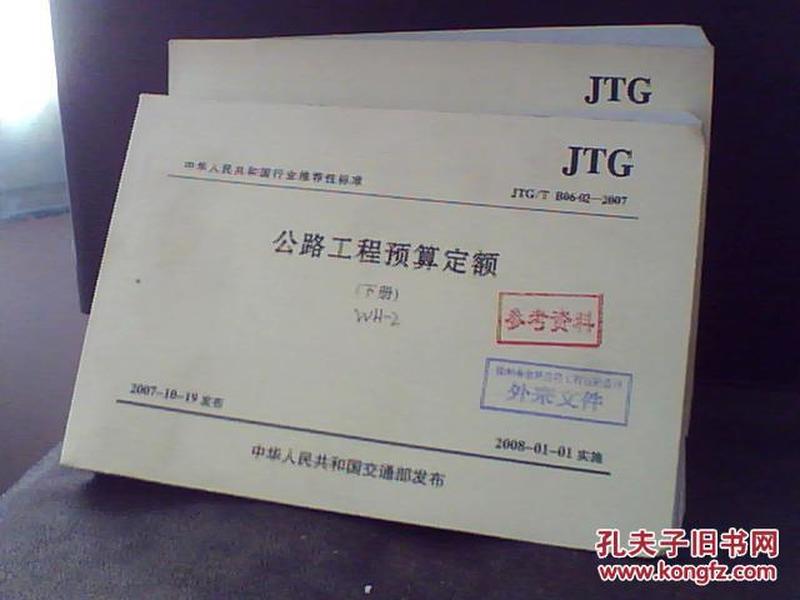 JTG
JTG
中华人民共和国行业推荐性标准
JTG/T B06-02—2007
公路工程预算定额
(下册)
WH-2
参考资料
外来文件
2007-10-19 发布
2008-01-01 实施
中华人民共和国交通部发布
孔夫子旧书网
www.kongfz.com